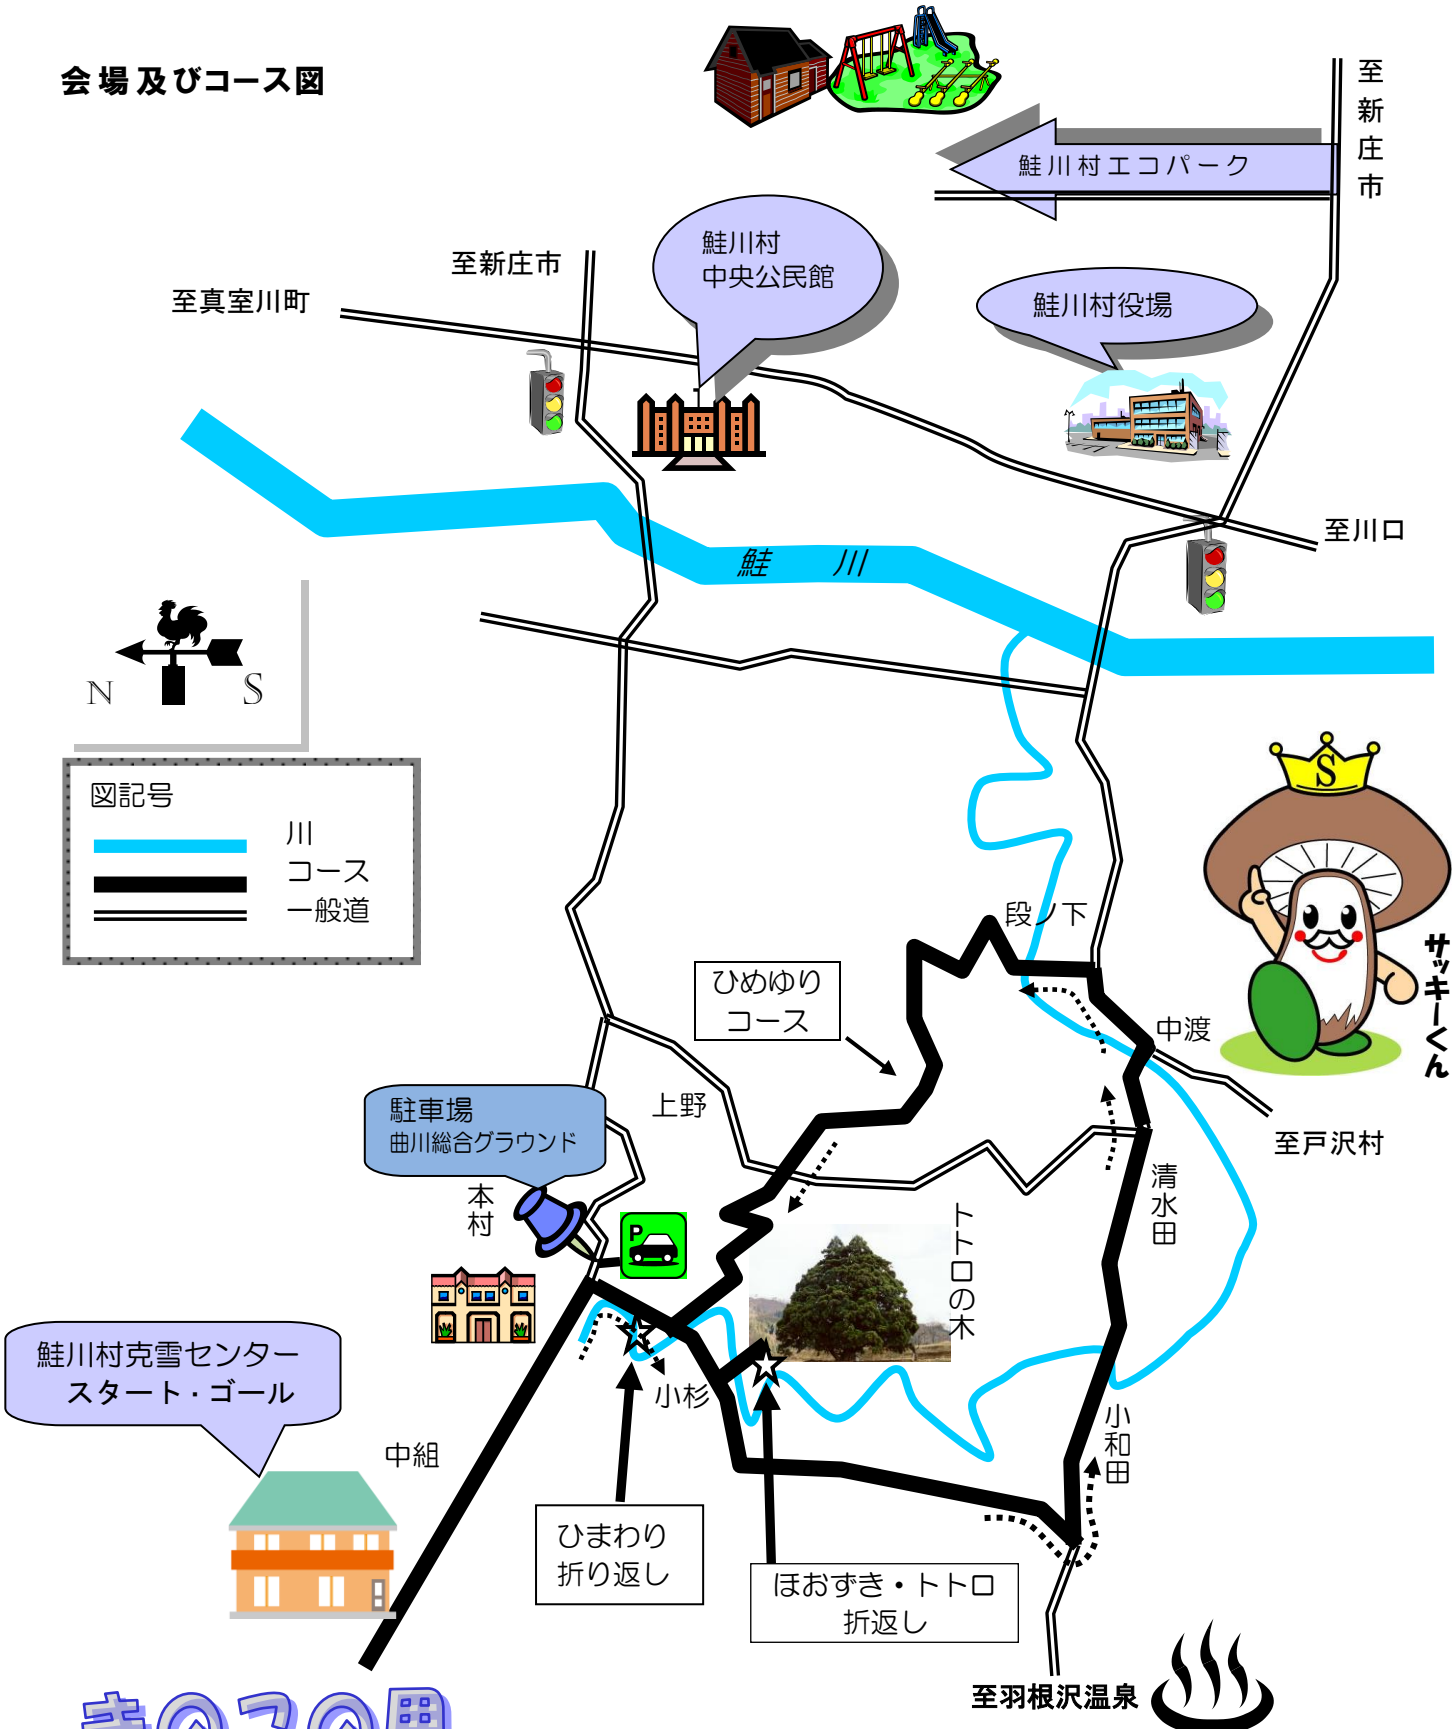 会場及びコース図
至新庄市
鮭川村エコパーク
鮭川村
中央公民館
至新庄市
至真室川町
鮭川村役場
至川口
鮭　川
N S
図記号
川
コース
一般道
S
サッキーくん
段ノ下
ひめゆり
コース
中渡
至戸沢村
上野
駐車場
曲川総合グラウンド
本村
P
清水田
トトロの木
鮭川村克雪センター
スタート・ゴール
小杉
中組
小和田
ひまわり
折り返し
ほおずき・トトロ
折返し
至羽根沢温泉